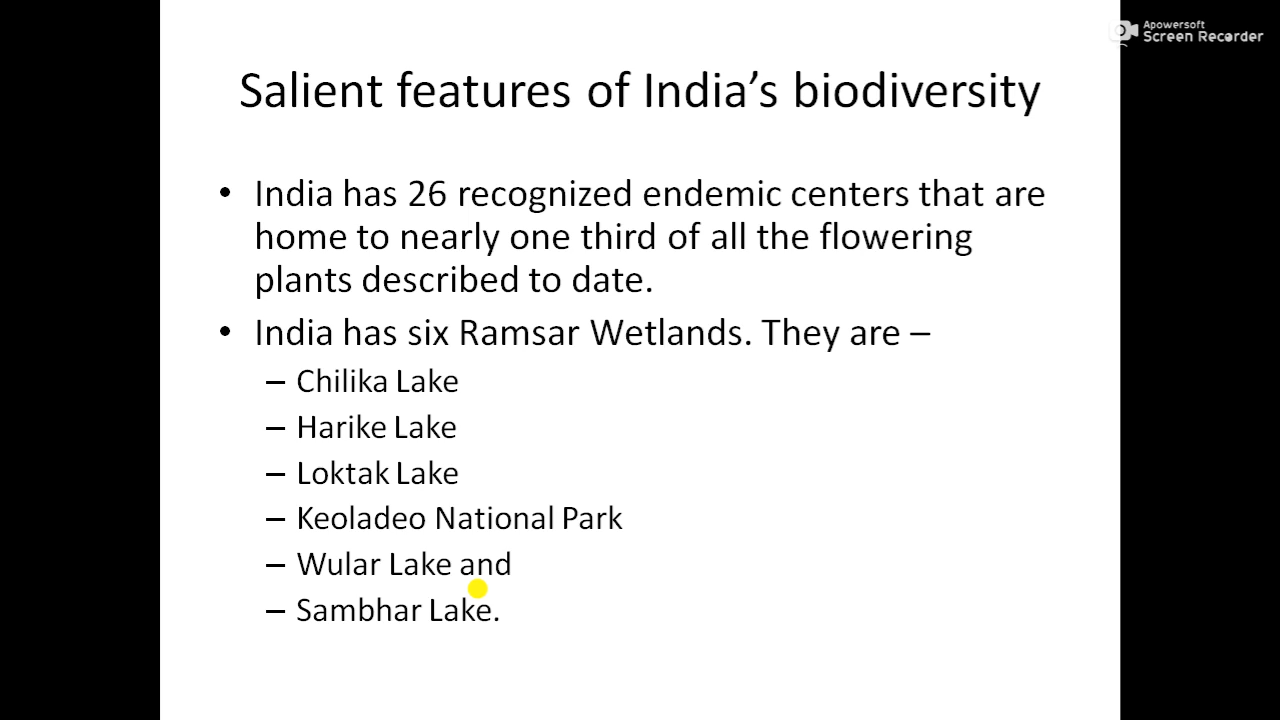 Apowersoft
Screen Recorder
Salient features of India's biodiversity
• India has 26 recognized endemic centers that are
home to nearly one third of all the flowering
plants described to date.
• India has six Ramsar Wetlands. They are –
– Chilika Lake
– Harike Lake
– Loktak Lake
– Keoladeo National Park
– Wular Lake and
– Sambhar Lake.